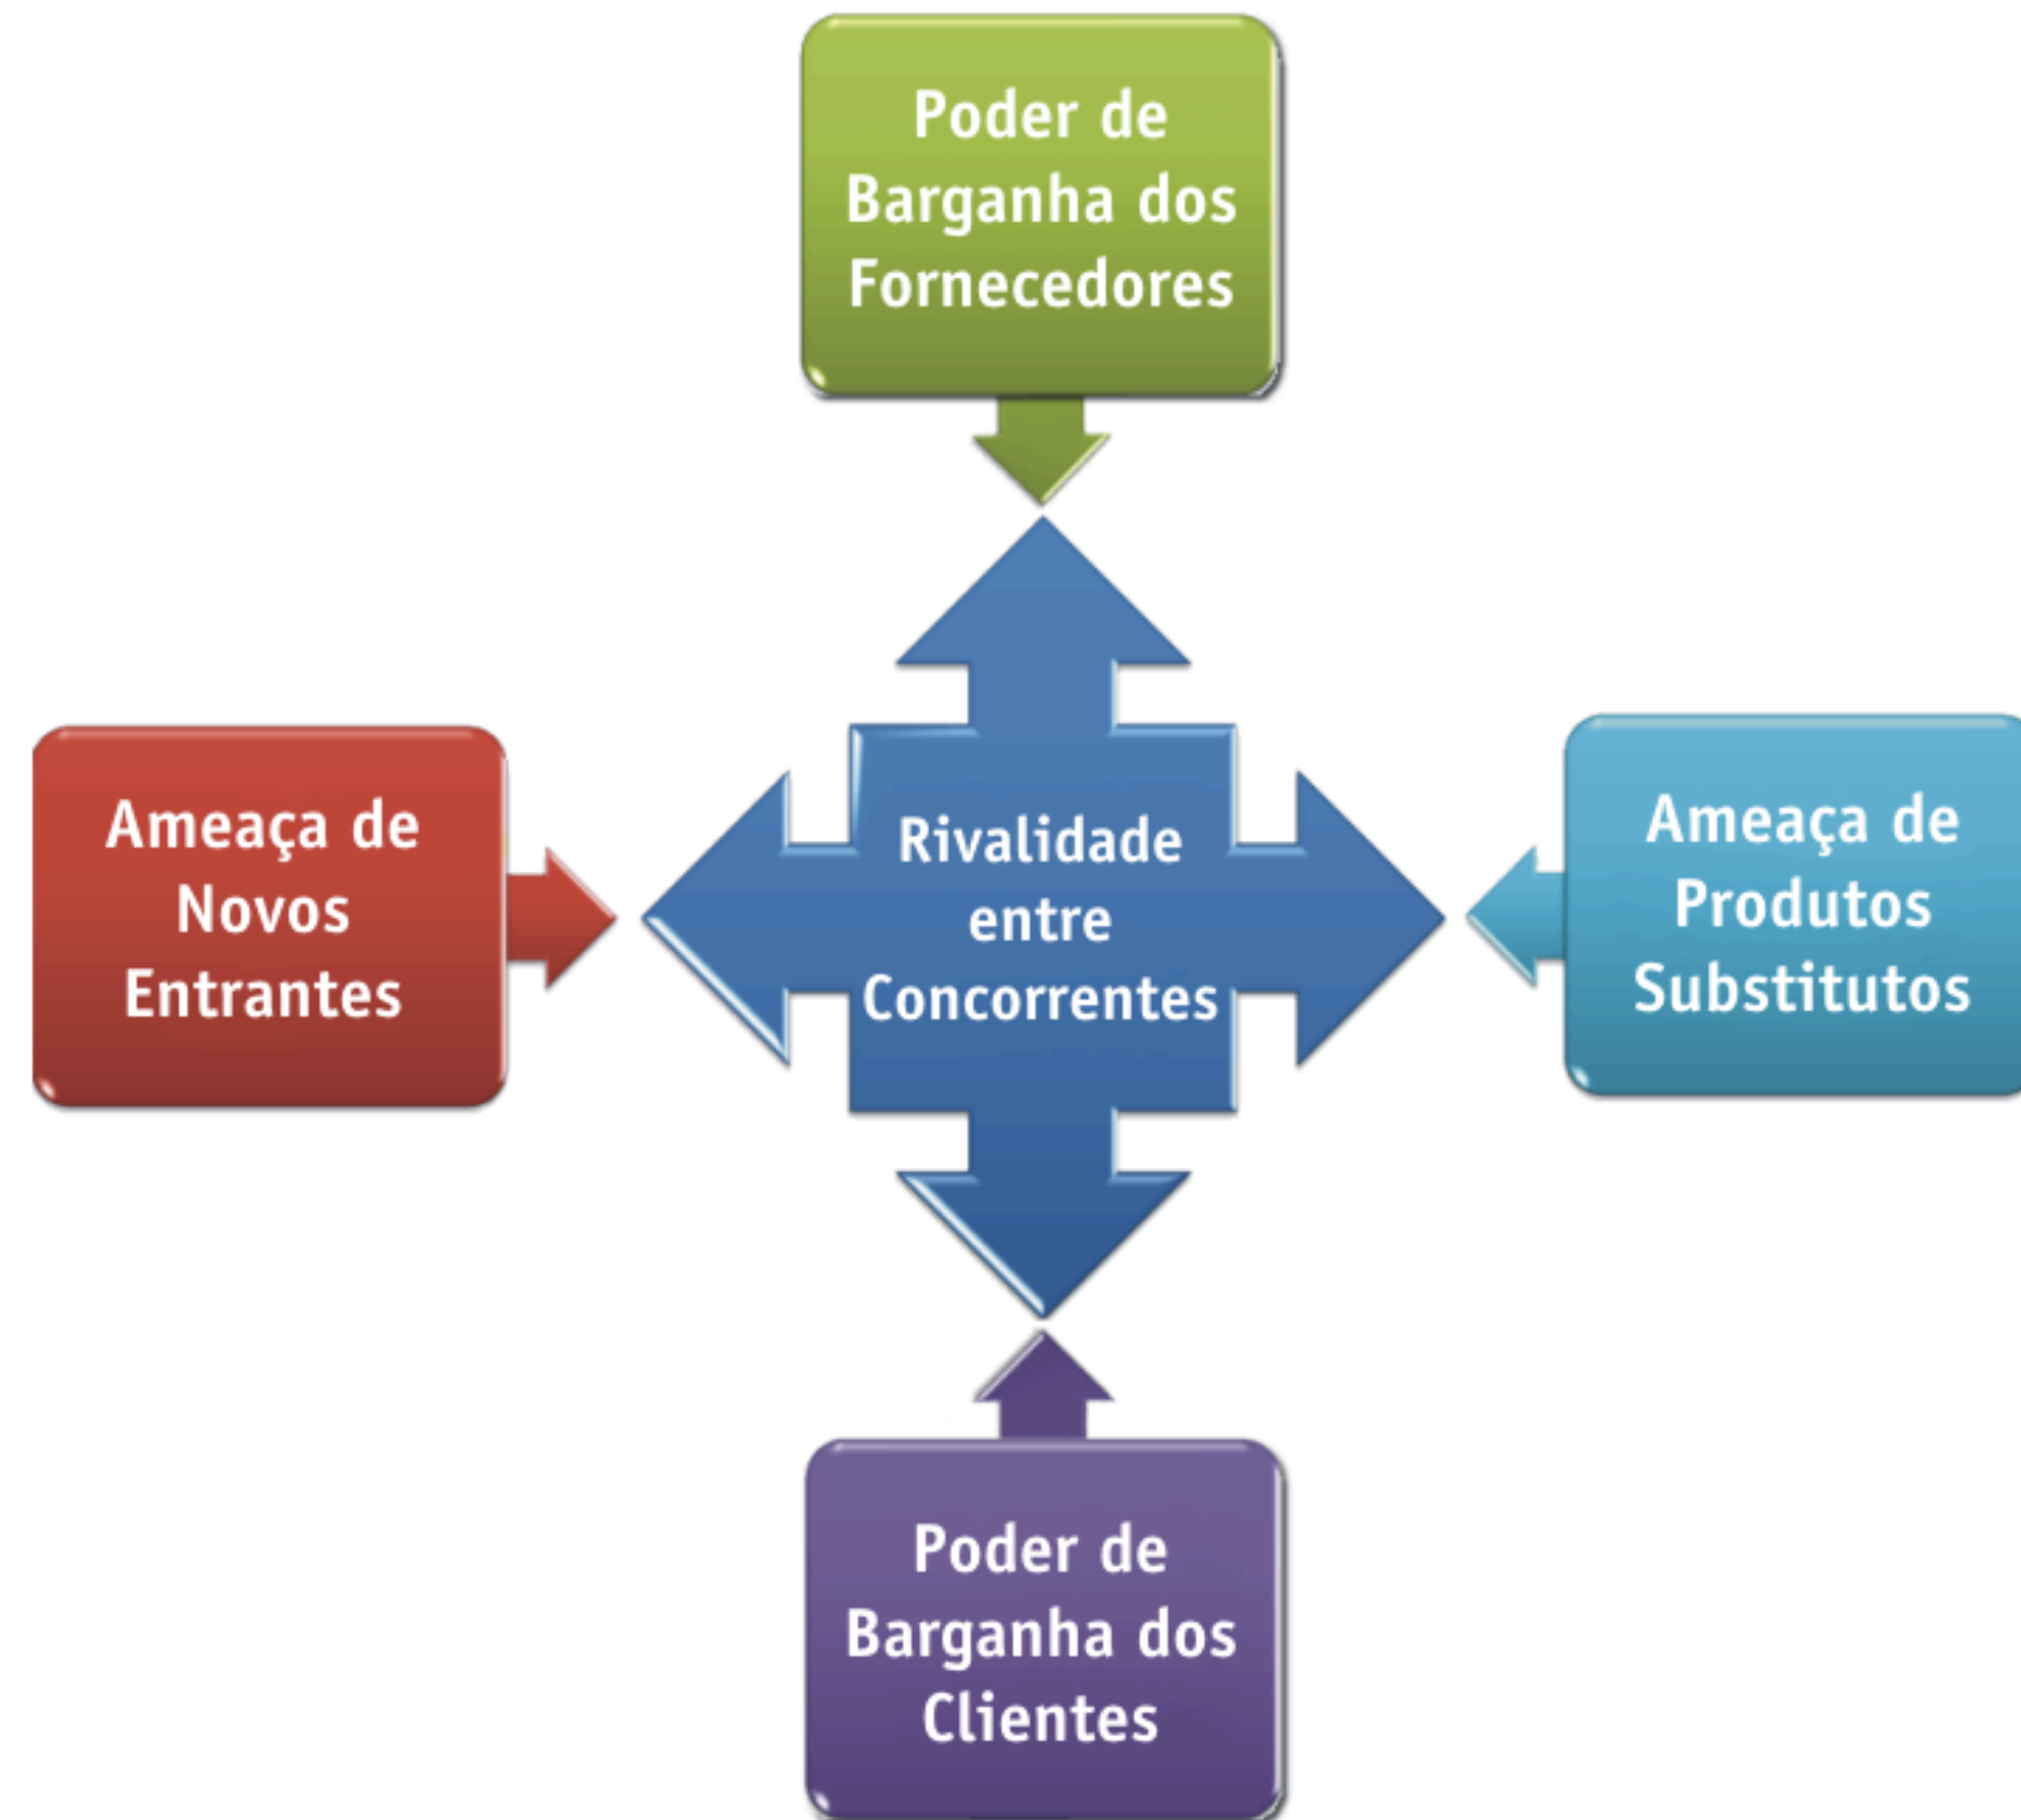 Poder de
Barganha dos
Fornecedores
Ameaça de
Novos
Entrantes
Rivalidade
entre
Concorrentes
Ameaça de
Produtos
Substitutos
Poder de
Barganha dos
Clientes